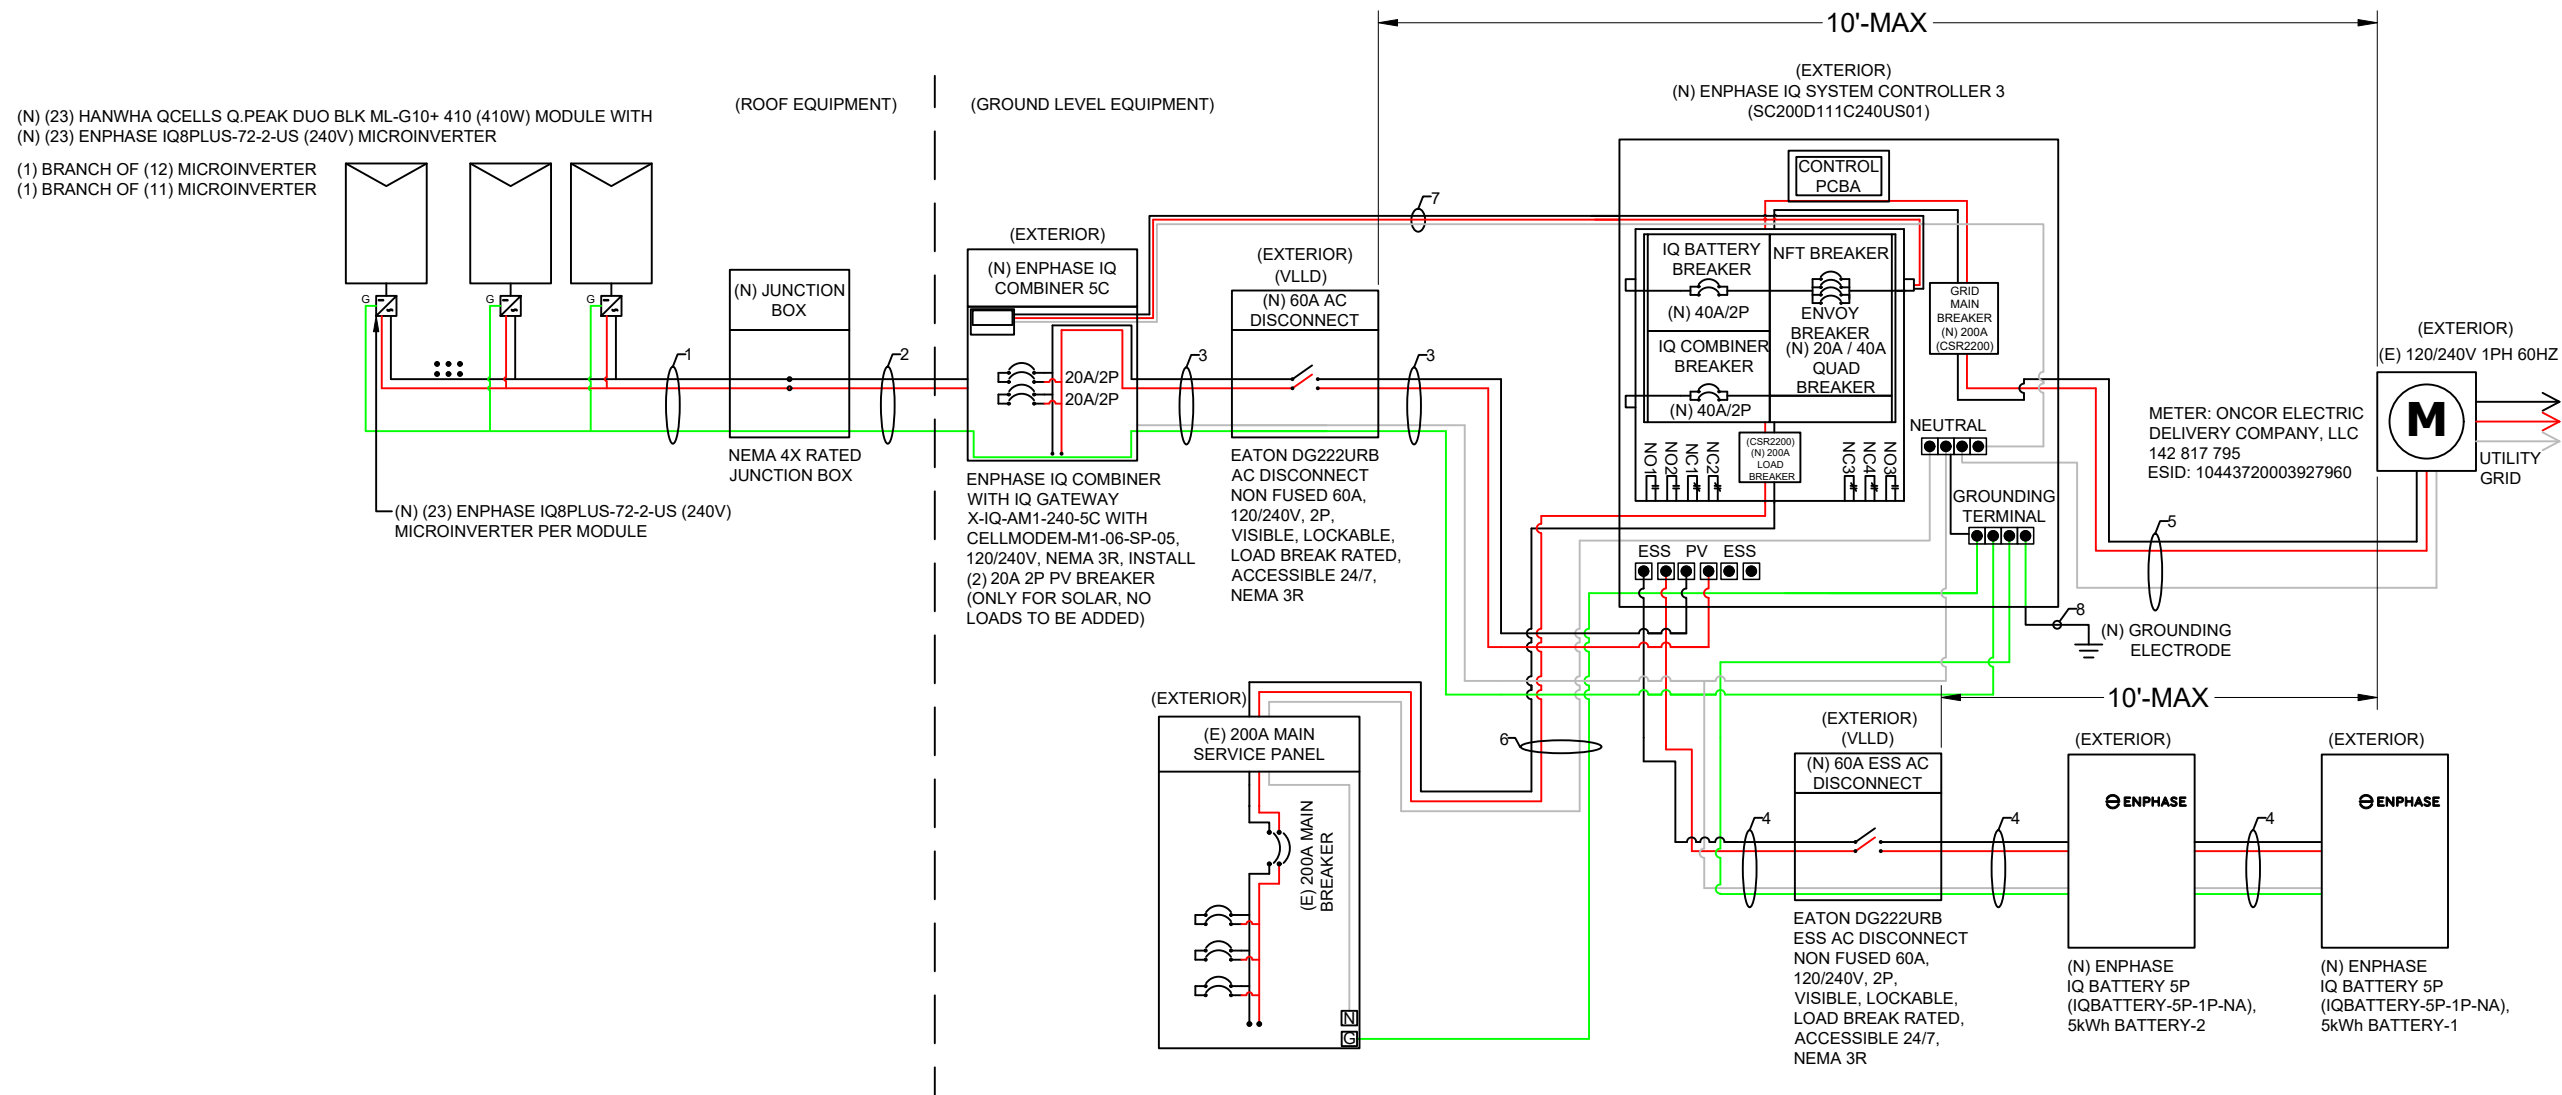 10'-MAX
(EXTERIOR)
(N) ENPHASE IQ SYSTEM CONTROLLER 3
(SC200D111C240US01)
(ROOF EQUIPMENT)
(GROUND LEVEL EQUIPMENT)
(N) (23) HANWHA QCELLS Q.PEAK DUO BLK ML-G10+ 410 (410W) MODULE WITH
(N) (23) ENPHASE IQ8PLUS-72-2-US (240V) MICROINVERTER
(1) BRANCH OF (12) MICROINVERTER
(1) BRANCH OF (11) MICROINVERTER
G
G
G
(N) (23) ENPHASE IQ8PLUS-72-2-US (240V)
MICROINVERTER PER MODULE
1
(N) JUNCTION
BOX
NEMA 4X RATED
JUNCTION BOX
2
(EXTERIOR)
(N) ENPHASE IQ
COMBINER 5C
20A/2P
20A/2P
ENPHASE IQ COMBINER
WITH IQ GATEWAY
X-IQ-AM1-240-5C WITH
CELLMODEM-M1-06-SP-05,
120/240V, NEMA 3R, INSTALL
(2) 20A 2P PV BREAKER
(ONLY FOR SOLAR, NO
LOADS TO BE ADDED)
3
(EXTERIOR)
(VLLD)
(N) 60A AC
DISCONNECT
EATON DG222URB
AC DISCONNECT
NON FUSED 60A,
120/240V, 2P,
VISIBLE, LOCKABLE,
LOAD BREAK RATED,
ACCESSIBLE 24/7,
NEMA 3R
3
7
CONTROL
PCBA
IQ BATTERY
BREAKER
(N) 40A/2P
IQ COMBINER
BREAKER
(N) 40A/2P
NFT BREAKER
ENVOY
BREAKER
(N) 20A / 40A
QUAD
BREAKER
GRID
MAIN
BREAKER
(N) 200A
(CSR2200)
(CSR2200)
(N) 200A
LOAD
BREAKER
NO1
NO2
NC1
NC2
NC3
NC4
NO3
NEUTRAL
GROUNDING
TERMINAL
ESS
PV
ESS
8
(N) GROUNDING
ELECTRODE
(EXTERIOR)
(E) 120/240V 1PH 60HZ
M
METER: ONCOR ELECTRIC
DELIVERY COMPANY, LLC
142 817 795
ESID: 10443720003927960
UTILITY
GRID
5
10'-MAX
(EXTERIOR)
(E) 200A MAIN
SERVICE PANEL
(E) 200A MAIN
BREAKER
N
G
6
(EXTERIOR)
(VLLD)
(N) 60A ESS AC
DISCONNECT
EATON DG222URB
ESS AC DISCONNECT
NON FUSED 60A,
120/240V, 2P,
VISIBLE, LOCKABLE,
LOAD BREAK RATED,
ACCESSIBLE 24/7,
NEMA 3R
4
4
4
(EXTERIOR)
ENPHASE
(N) ENPHASE
IQ BATTERY 5P
(IQBATTERY-5P-1P-NA),
5kWh BATTERY-2
(EXTERIOR)
ENPHASE
(N) ENPHASE
IQ BATTERY 5P
(IQBATTERY-5P-1P-NA),
5kWh BATTERY-1